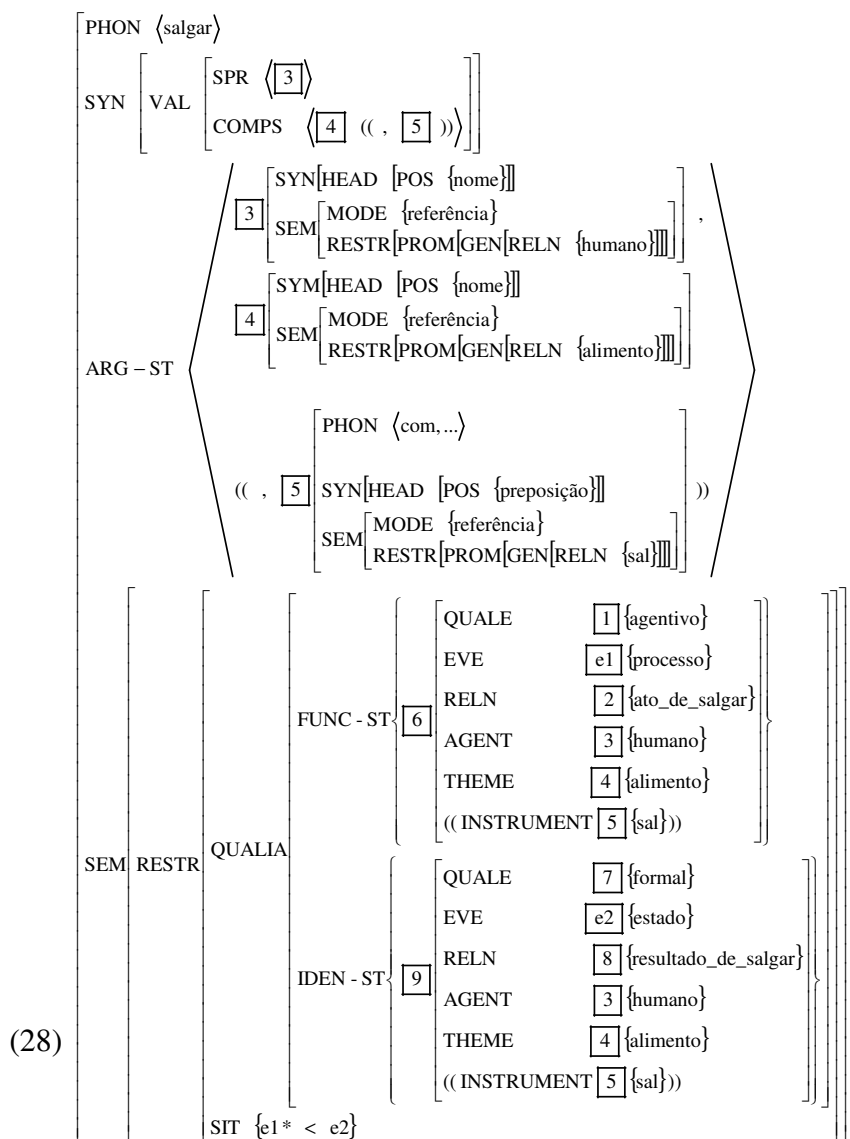 PHON ⟨salgar⟩
SYN [VAL [SPR ⟨[3]⟩
COMPS ⟨[4] (( , [5] ))⟩]]
ARG – ST
[3] [SYN[HEAD [POS {nome}]]
SEM[MODE {referência}
RESTR[PROM[GEN[RELN {humano}]]]]] ,
[4] [SYM[HEAD [POS {nome}]]
SEM[MODE {referência}
RESTR[PROM[GEN[RELN {alimento}]]]]]
(( , [5] [PHON ⟨com,...⟩
SYN[HEAD [POS {preposição}]]
SEM[MODE {referência}
RESTR[PROM[GEN[RELN {sal}]]]]] ))
SEM RESTR QUALIA
FUNC - ST { [6]
QUALE [1] {agentivo}
EVE [e1] {processo}
RELN [2] {ato_de_salgar}
AGENT [3] {humano}
THEME [4] {alimento}
(( INSTRUMENT [5] {sal}))
IDEN - ST { [9]
QUALE [7] {formal}
EVE [e2] {estado}
RELN [8] {resultado_de_salgar}
AGENT [3] {humano}
THEME [4] {alimento}
(( INSTRUMENT [5] {sal}))
(28)
SIT {e1* < e2}